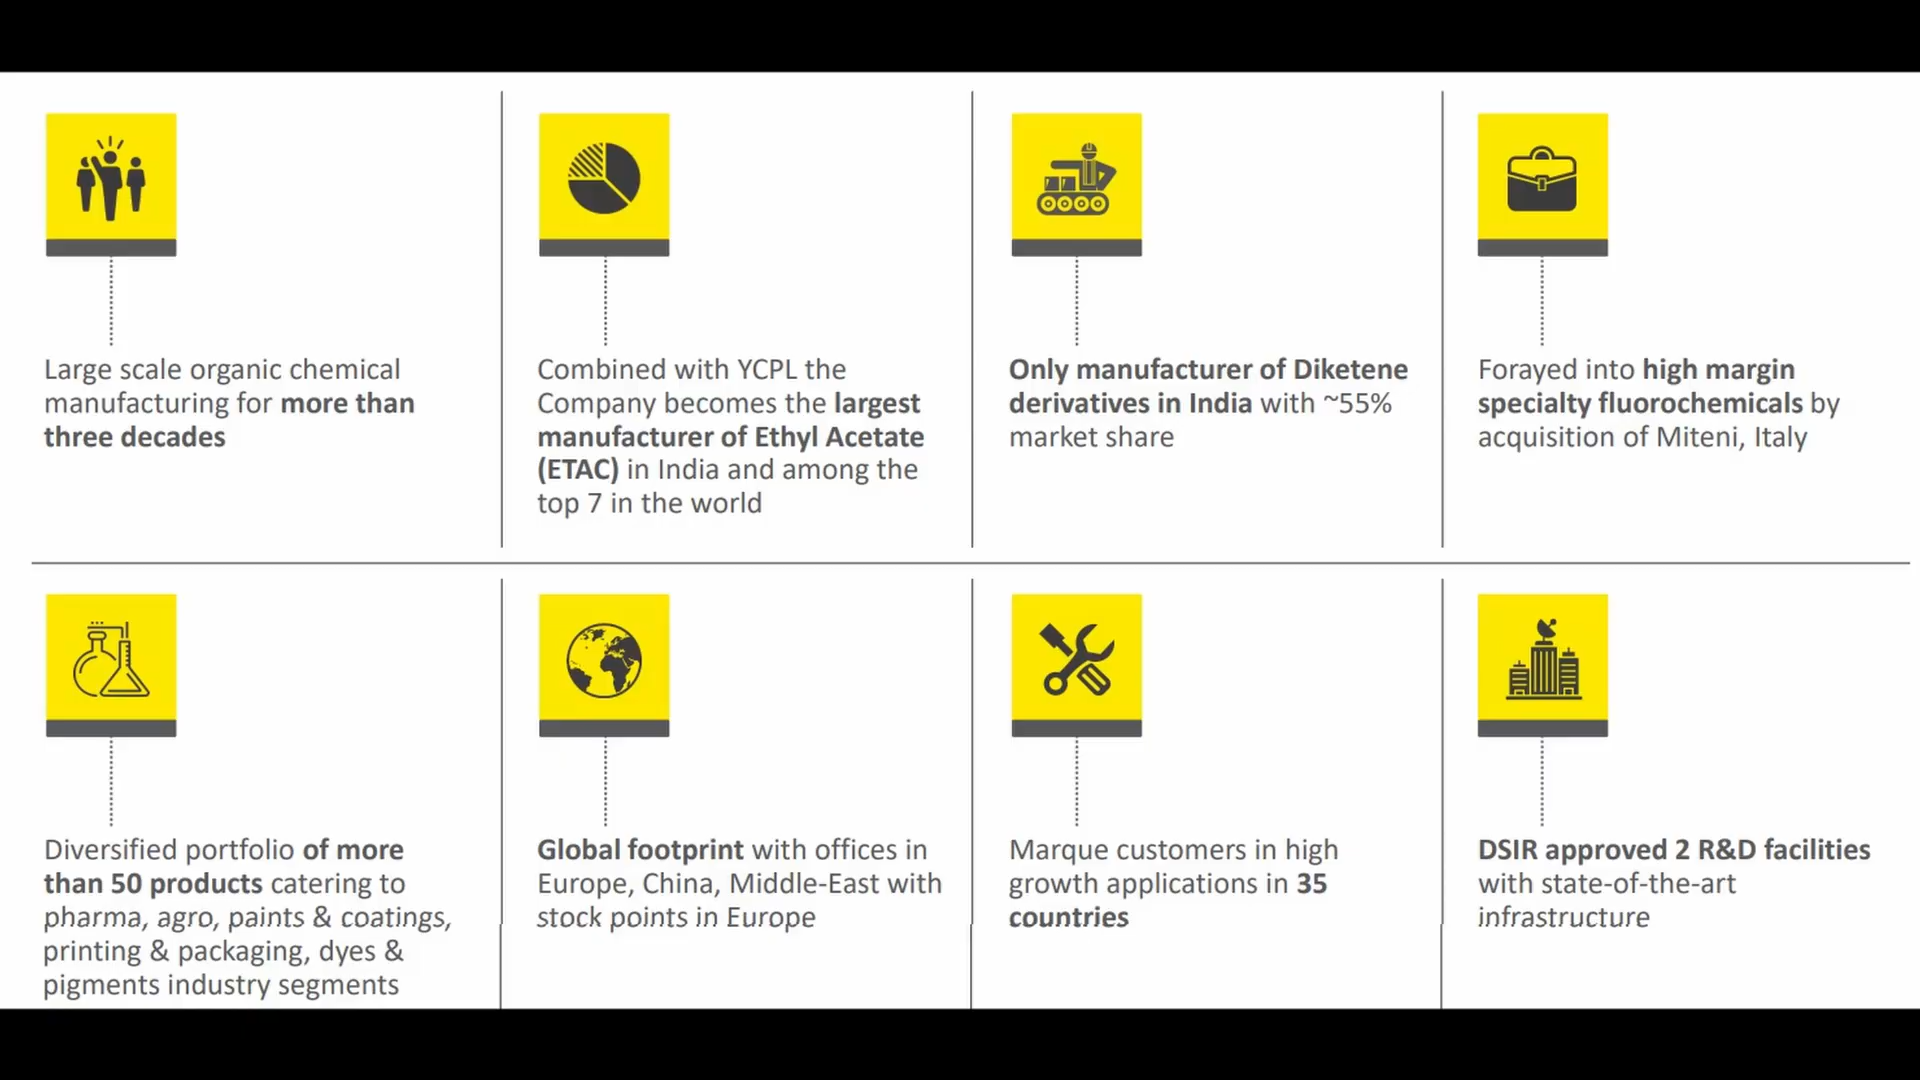 Large scale organic chemical
manufacturing for more than
three decades
Combined with YCPL the
Company becomes the largest
manufacturer of Ethyl Acetate
(ETAC) in India and among the
top 7 in the world
Only manufacturer of Diketene
derivatives in India with ~55%
market share
Forayed into high margin
specialty fluorochemicals by
acquisition of Miteni, Italy
Diversified portfolio of more
than 50 products catering to
pharma, agro, paints & coatings,
printing & packaging, dyes &
pigments industry segments
Global footprint with offices in
Europe, China, Middle-East with
stock points in Europe
Marque customers in high
growth applications in 35
countries
DSIR approved 2 R&D facilities
with state-of-the-art
infrastructure